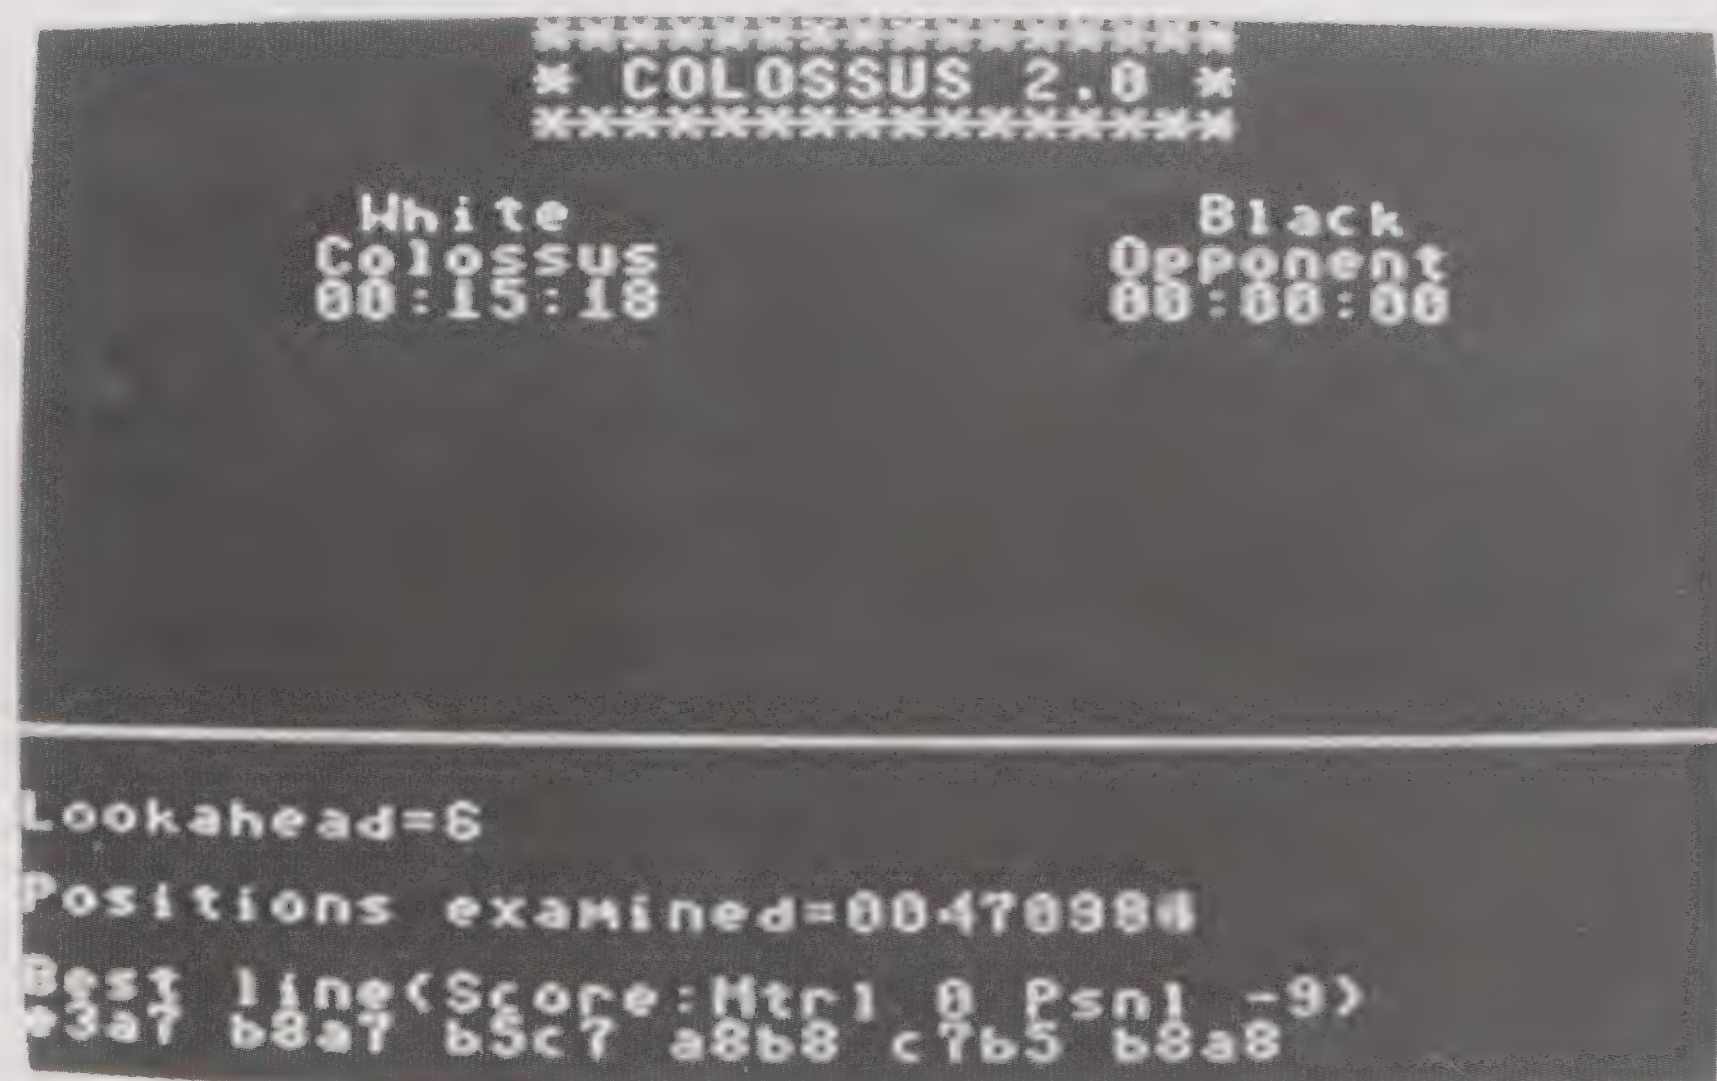 *****************
* COLOSSUS 2.0 *
*****************
White Black
Colossus Opponent
00:15:18 00:00:00
Lookahead=6
Positions examined=
Best line(Score:Mtrl 0 Psnl -9)
e3a7 b8a7 b5c7 a8b8 c7b5 b8a8